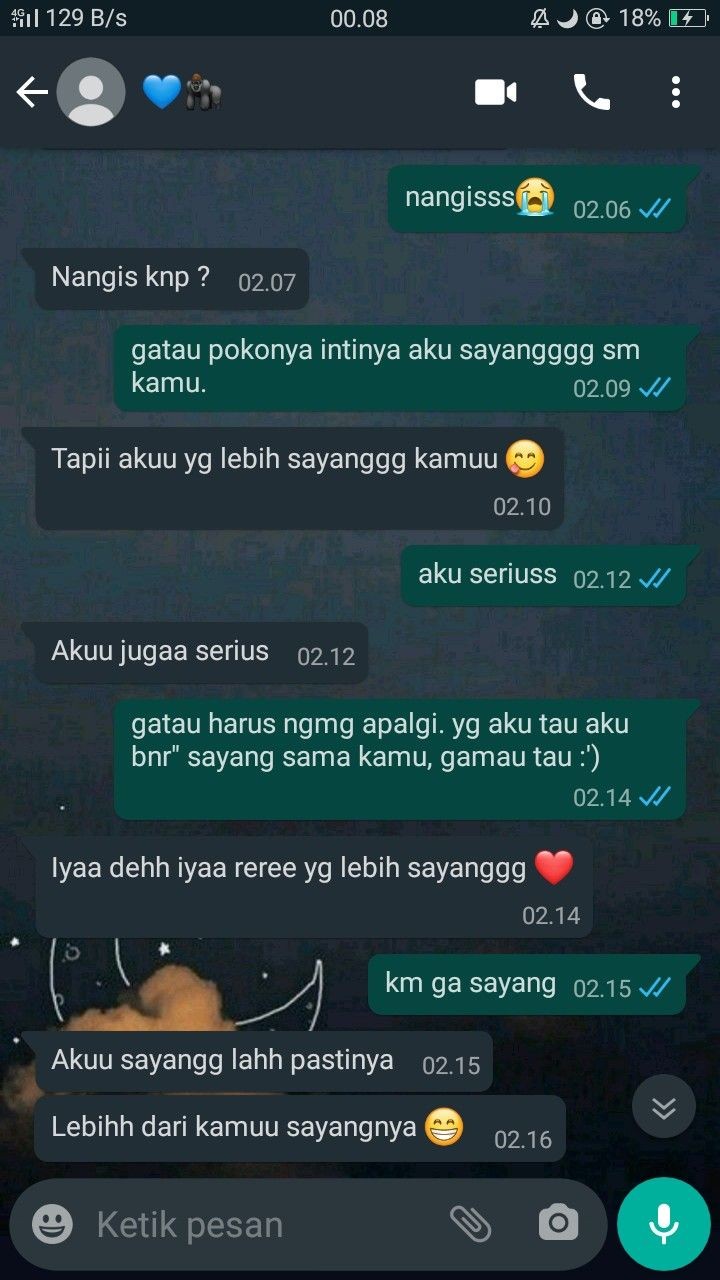 4G 129 B/s 00.08 18%
💙🦍
nangisss😭 02.06
Nangis knp ? 02.07
gatau pokonya intinya aku sayangggg sm
kamu. 02.09
Tapii akuu yg lebih sayanggg kamuu 😋
02.10
aku seriuss 02.12
Akuu jugaa serius 02.12
gatau harus ngmg apalgi. yg aku tau aku
bnr" sayang sama kamu, gamau tau :')
02.14
Iyaa dehh iyaa reree yg lebih sayanggg ❤️
02.14
km ga sayang 02.15
Akuu sayangg lahh pastinya 02.15
Lebihh dari kamuu sayangnya 😁 02.16
Ketik pesan